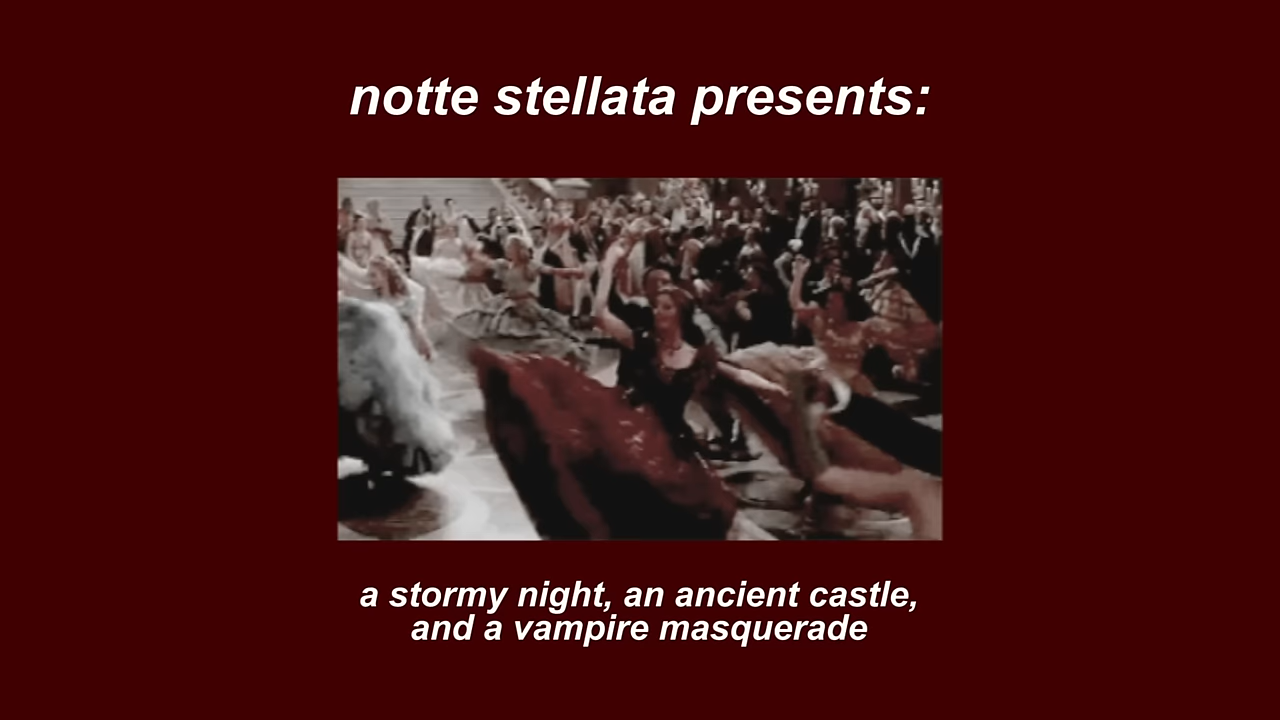 notte stellata presents:
a stormy night, an ancient castle,
and a vampire masquerade